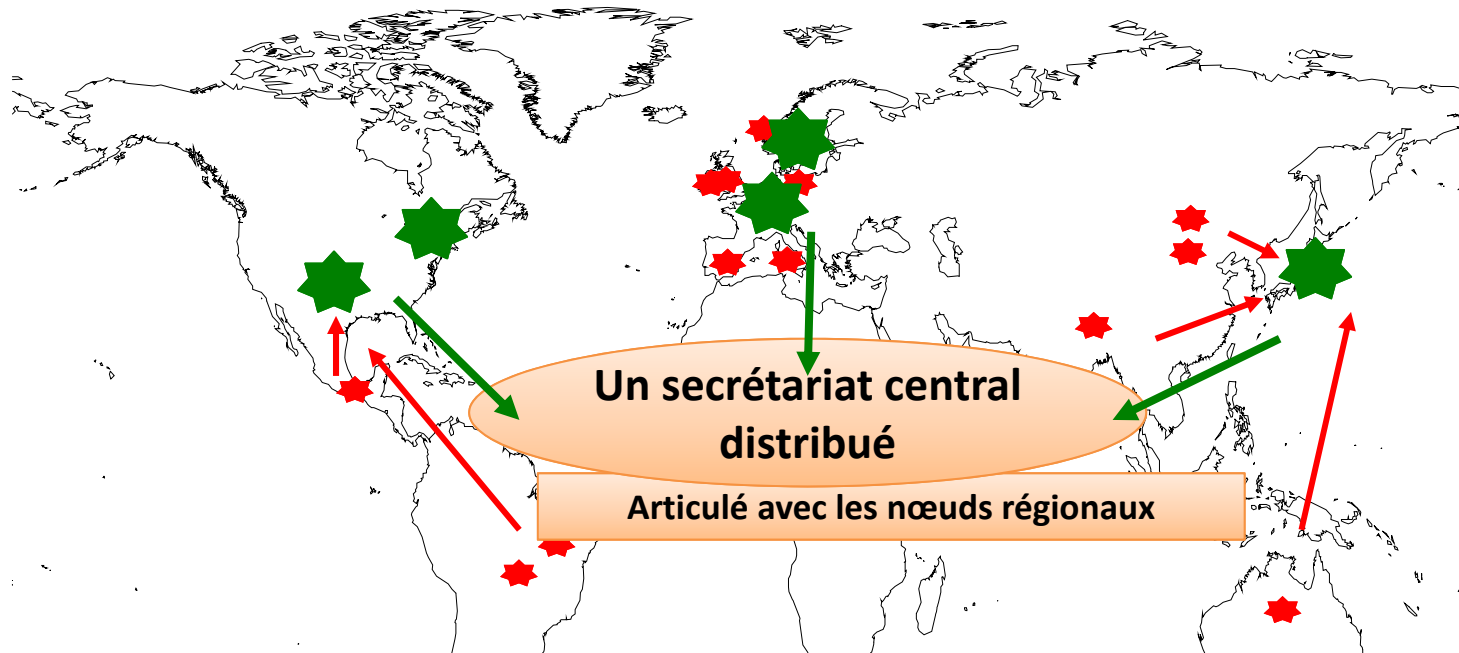 Un secrétariat central
distribué
Articulé avec les nœuds régionaux